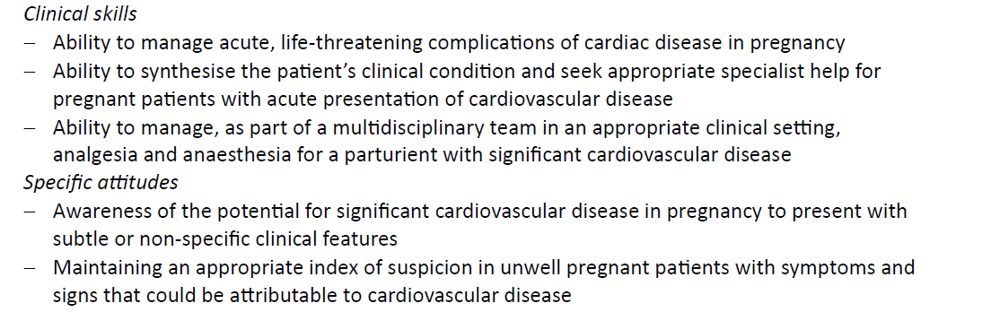 Clinical skills
– Ability to manage acute, life-threatening complications of cardiac disease in pregnancy
– Ability to synthesise the patient’s clinical condition and seek appropriate specialist help for
pregnant patients with acute presentation of cardiovascular disease
– Ability to manage, as part of a multidisciplinary team in an appropriate clinical setting,
analgesia and anaesthesia for a parturient with significant cardiovascular disease
Specific attitudes
– Awareness of the potential for significant cardiovascular disease in pregnancy to present with
subtle or non-specific clinical features
– Maintaining an appropriate index of suspicion in unwell pregnant patients with symptoms and
signs that could be attributable to cardiovascular disease